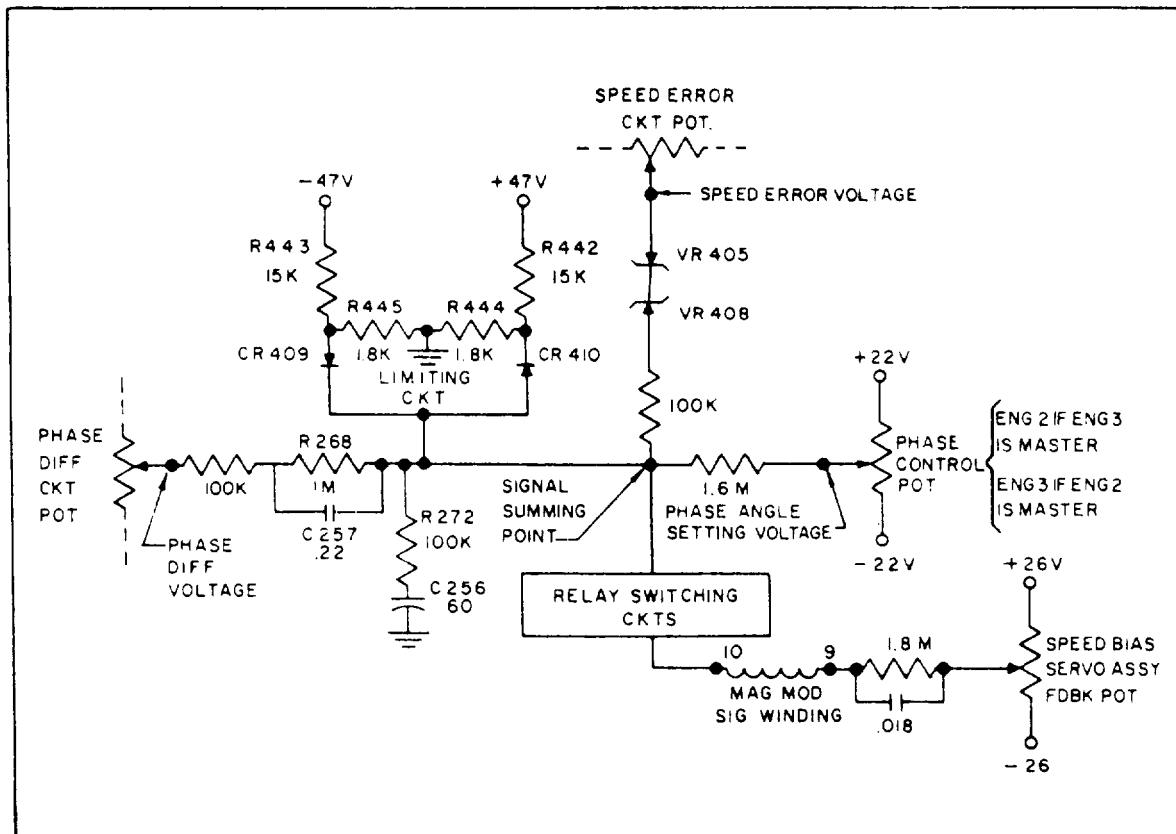 SPEED ERROR
CKT POT.
-47V
+47V
SPEED ERROR VOLTAGE
R443
15K
R442
15K
VR 405
R445
R444
VR 408
CR 409
1.8K
1.8K
CR 410
LIMITING
CKT
+22V
100K
PHASE
DIFF
CKT
POT
R 268
100K
1M
C 257
.22
PHASE
DIFF
VOLTAGE
R 272
100K
C 256
60
SIGNAL
SUMMING
POINT
1.6 M
PHASE ANGLE
SETTING VOLTAGE
PHASE
CONTROL
POT
ENG 2 IF ENG 3
IS MASTER
ENG 3 IF ENG 2
IS MASTER
-22V
+26V
RELAY SWITCHING
CKTS
10
9
1.8 M
MAG MOD
SIG WINDING
.018
SPEED BIAS
SERVO ASSY
FDBK POT
-26